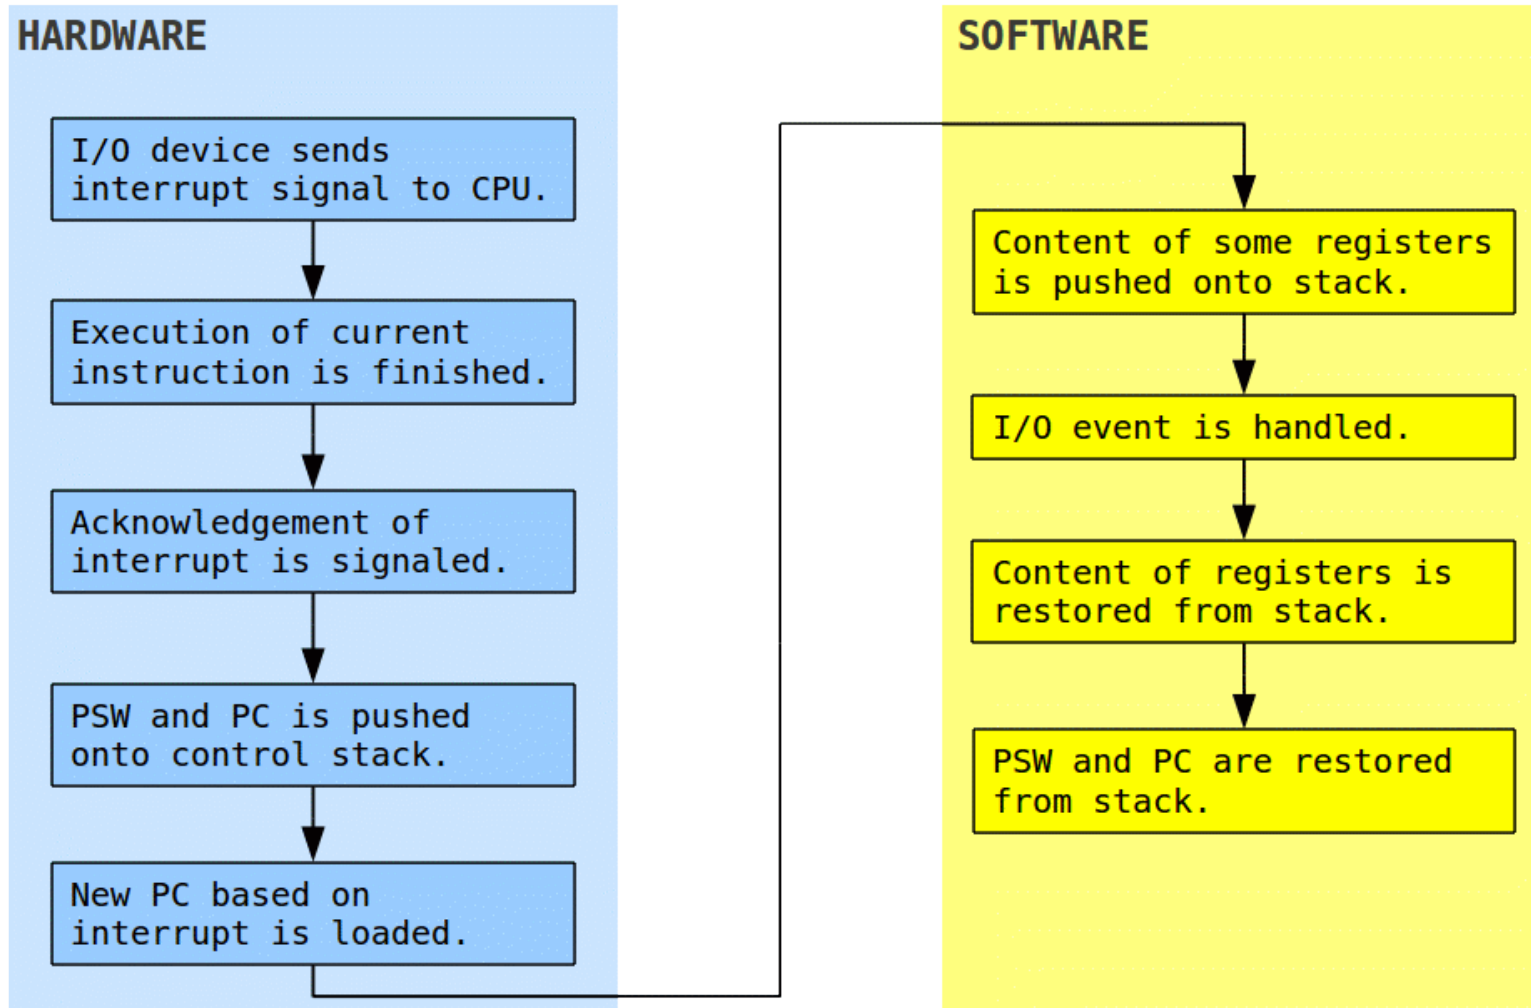 HARDWARE
I/O device sends
interrupt signal to CPU.
Execution of current
instruction is finished.
Acknowledgement of
interrupt is signaled.
PSW and PC is pushed
onto control stack.
New PC based on
interrupt is loaded.
SOFTWARE
Content of some registers
is pushed onto stack.
I/O event is handled.
Content of registers is
restored from stack.
PSW and PC are restored
from stack.